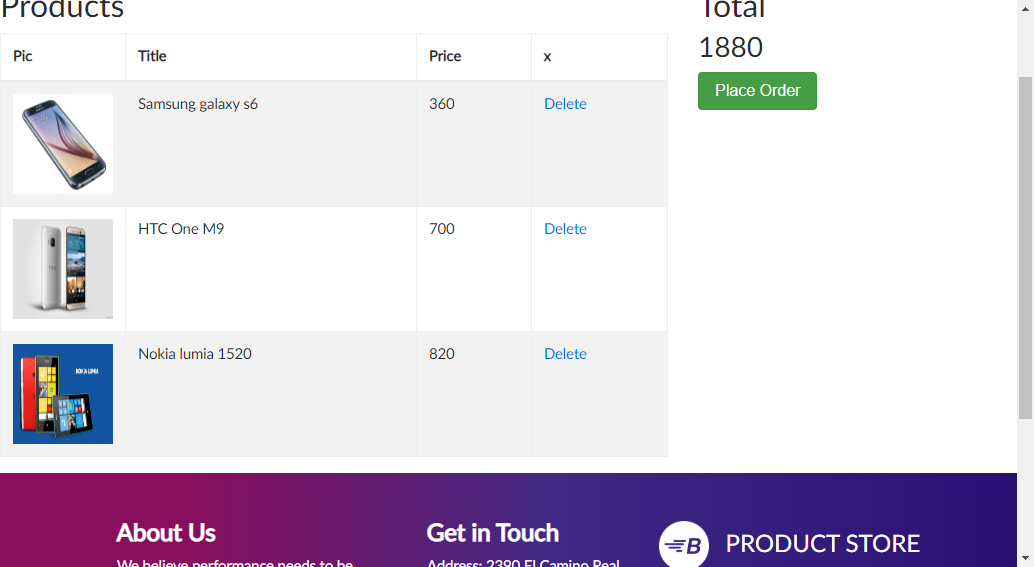 Products
Total
1880
Place Order
Pic Title Price x
Samsung galaxy s6 360 Delete
HTC One M9 700 Delete
Nokia lumia 1520 820 Delete
NOKIA LUMIA
About Us
Get in Touch
B PRODUCT STORE
We believe performance needs to be
Address: 2390 El Camino Real